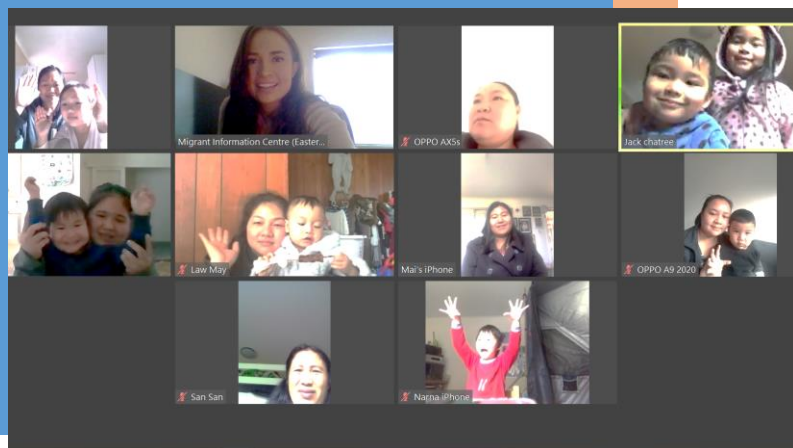 Migrant Information Centre (Easter...
OPPO AX5s
Jack chatree
Law May
Mai's iPhone
OPPO A9 2020
San San
Narna iPhone